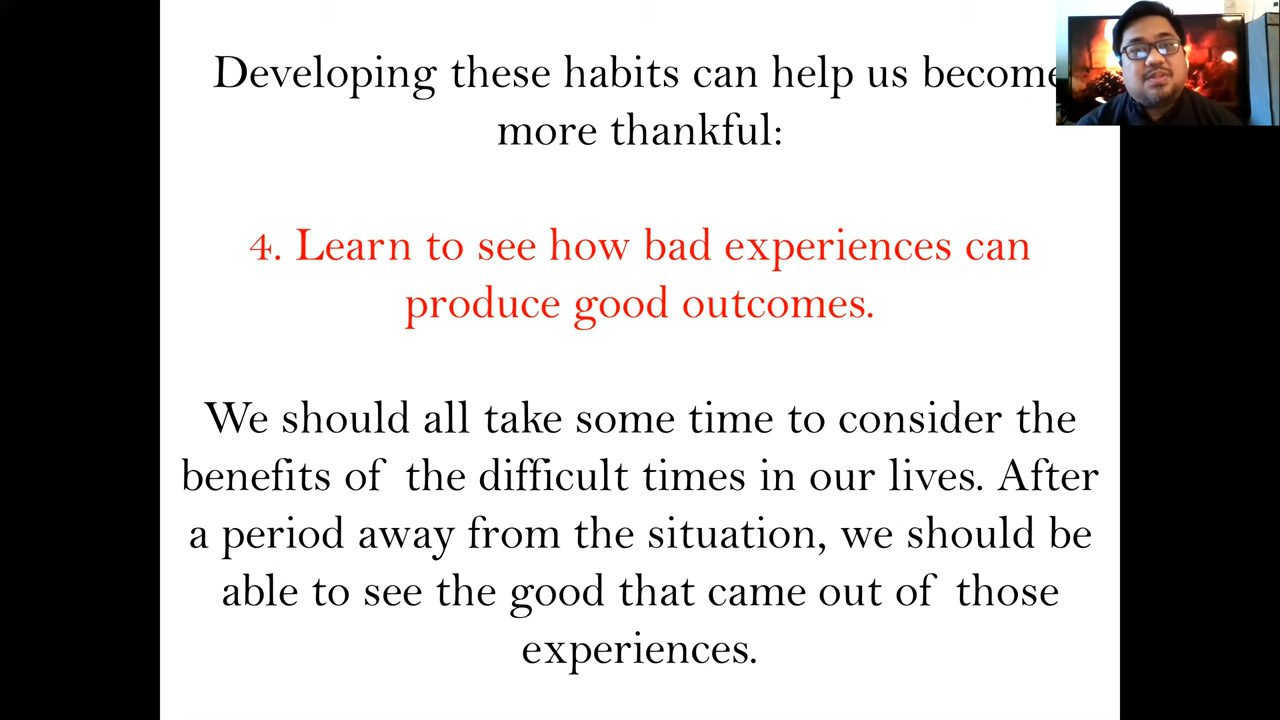 Developing these habits can help us become
more thankful:
4. Learn to see how bad experiences can
produce good outcomes.
We should all take some time to consider the
benefits of the difficult times in our lives. After
a period away from the situation, we should be
able to see the good that came out of those
experiences.